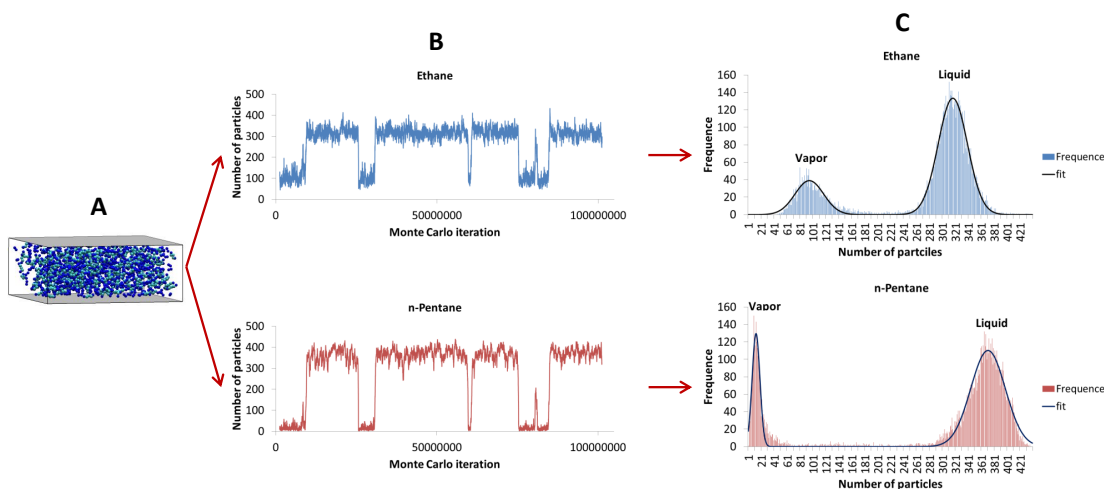 A
B
Ethane
Number of particles
500
400
300
200
100
0
0
50000000
100000000
Monte Carlo iteration
n-Pentane
Number of particles
500
400
300
200
100
0
0
50000000
100000000
Monte Carlo iteration
C
Ethane
Frequence
160
140
120
100
80
60
40
20
0
Vapor
Liquid
1 21 41 61 81 101 121 141 161 181 201 221 241 261 281 301 321 341 361 381 401 421
Number of partciles
Frequence
fit
n-Pentane
Frequence
160
140
120
100
80
60
40
20
0
Vapor
Liquid
1 21 41 61 81 101 121 141 161 181 201 221 241 261 281 301 321 341 361 381 401 421
Number of particles
Frequence
fit